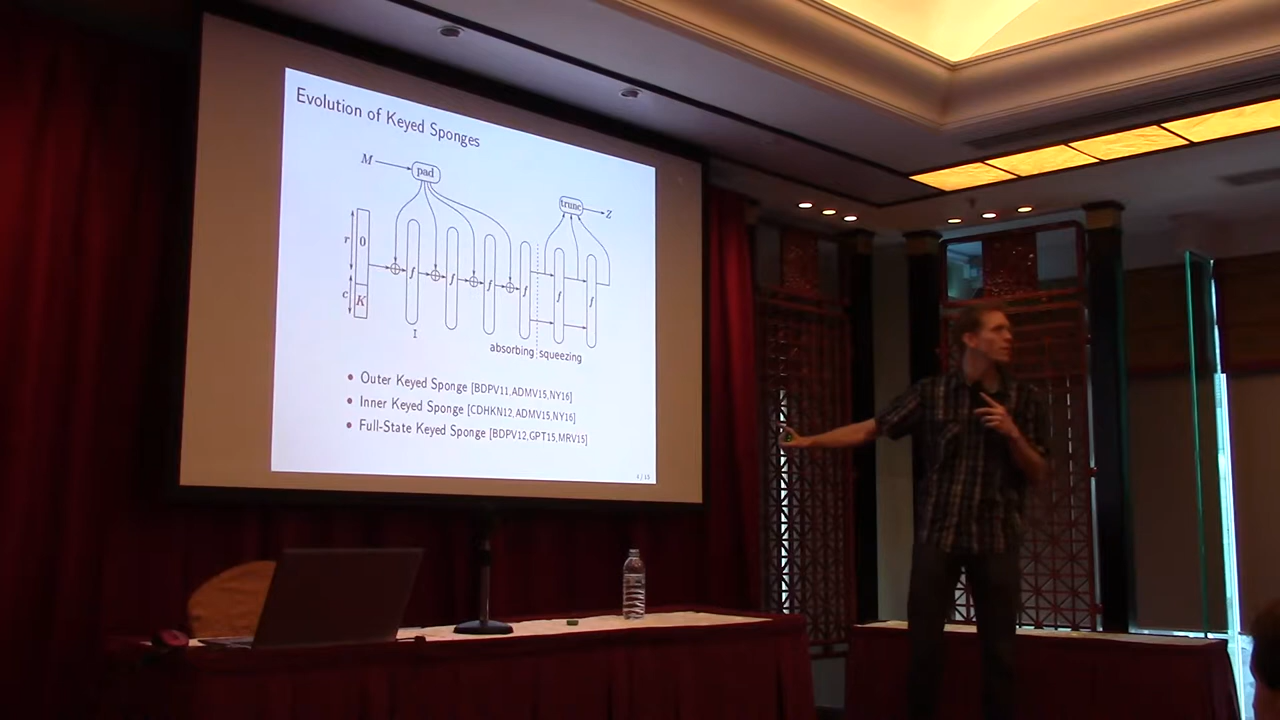 Evolution of Keyed Sponges
M
pad
trunc
Z
r
0
c
K
f
f
f
f
f
f
absorbing
squeezing
• Outer Keyed Sponge [BDPV11,ADMV15,NY16]
• Inner Keyed Sponge [CDHKN12,ADMV15,NY16]
• Full-State Keyed Sponge [BDPV12,GPT15,MRV15]